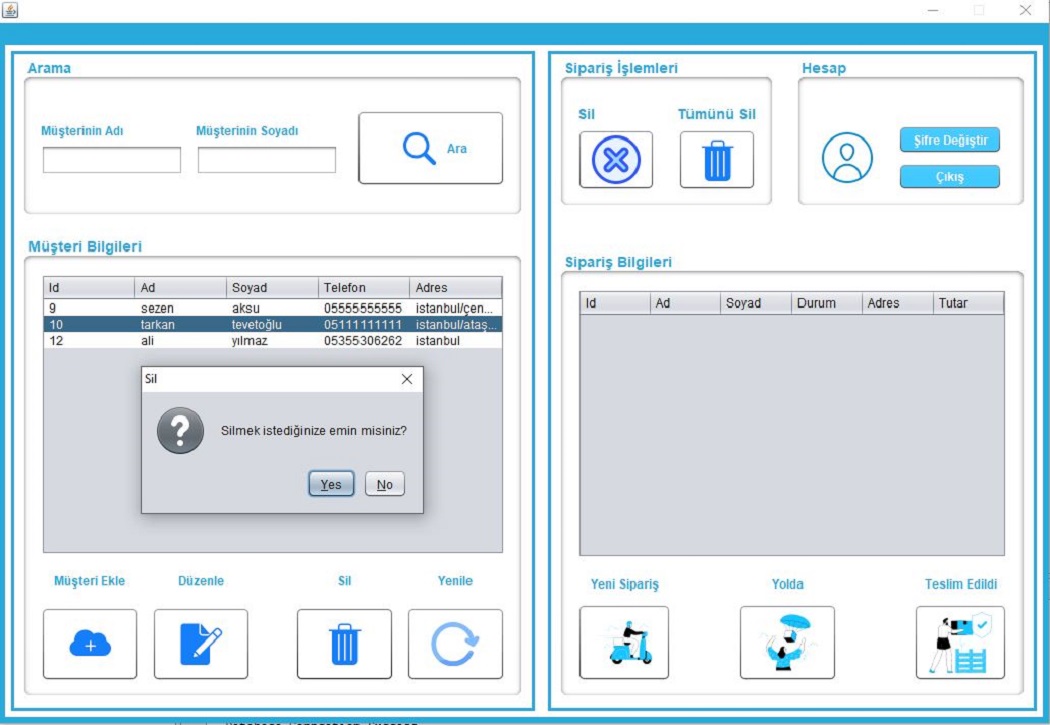 Arama
Müşterinin Adı
Müşterinin Soyadı
Ara
Müşteri Bilgileri
Id Ad Soyad Telefon Adres
9 sezen aksu 05555555555 istanbul/çen...
10 tarkan tevetoğlu 05111111111 istanbul/ataş...
12 ali yılmaz 05355306262 istanbul
Sil
Silmek istediğinize emin misiniz?
Yes No
Müşteri Ekle Düzenle Sil Yenile
Sipariş İşlemleri
Sil Tümünü Sil
Hesap
Şifre Değiştir
Çıkış
Sipariş Bilgileri
Id Ad Soyad Durum Adres Tutar
Yeni Sipariş Yolda Teslim Edildi